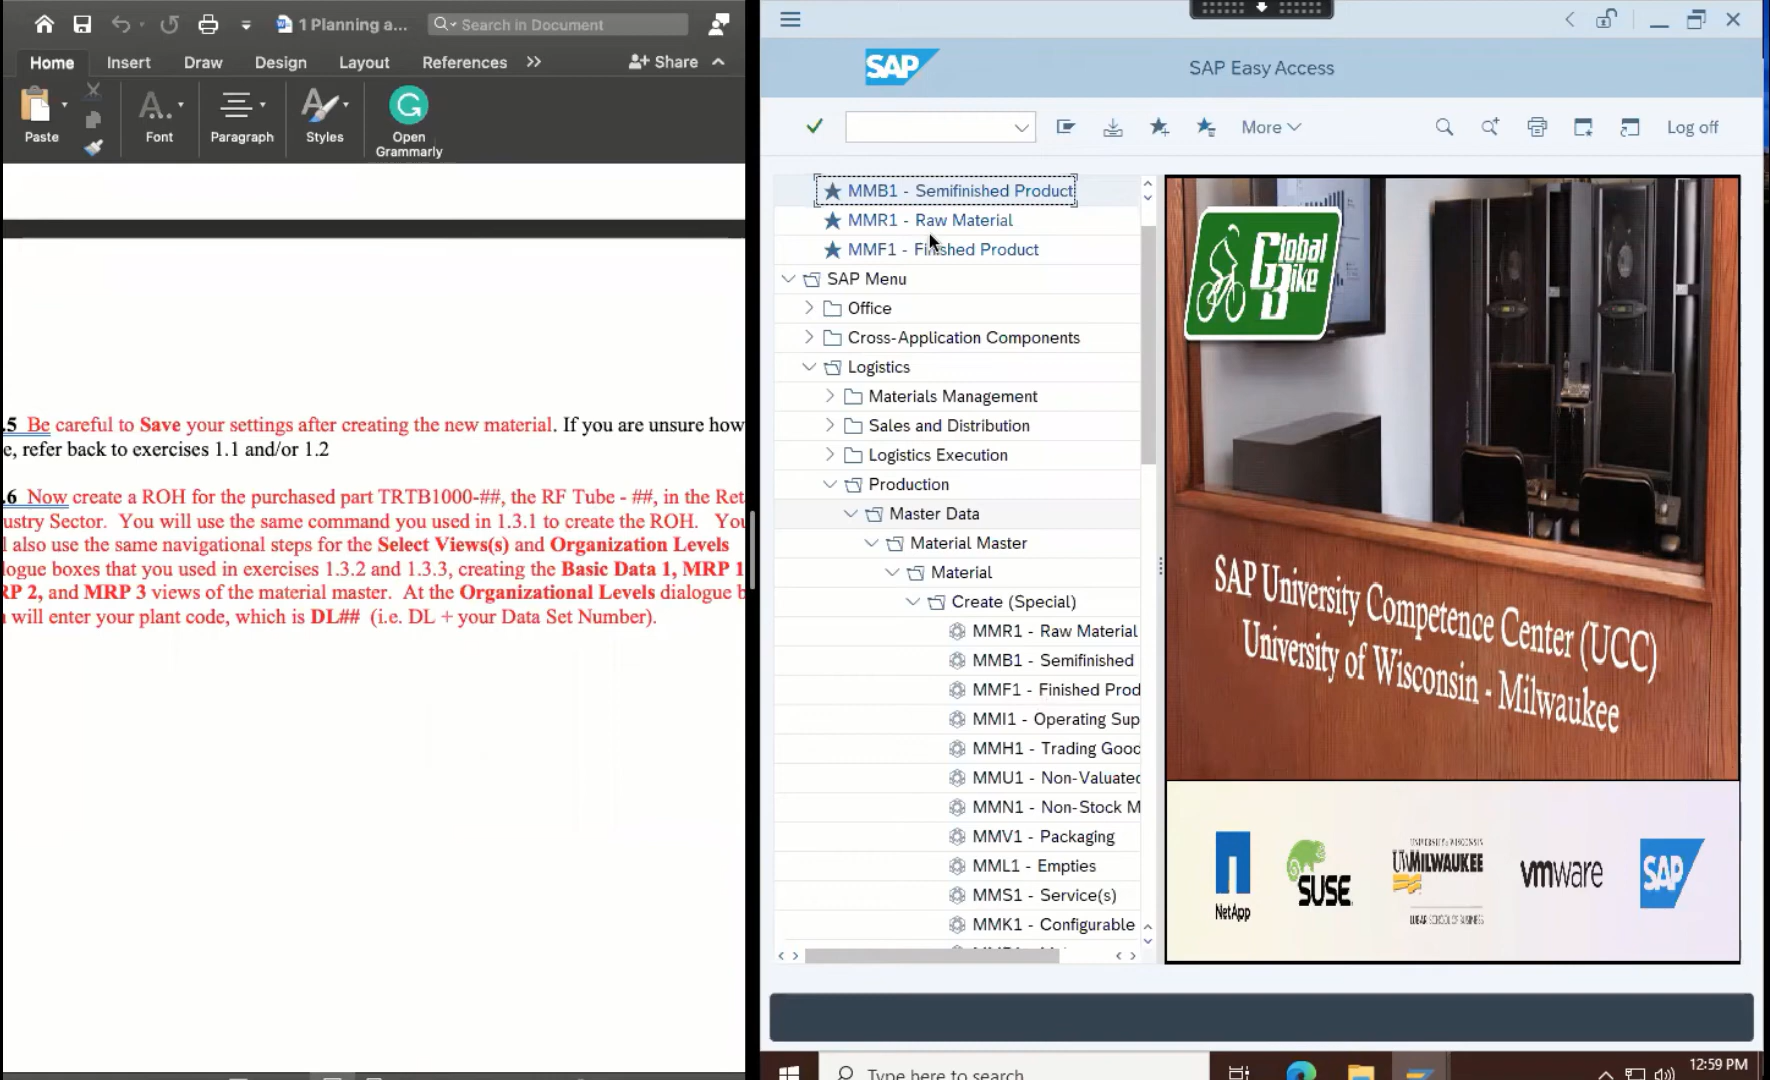 1 Planning a...
Search in Document
Home
Insert
Draw
Design
Layout
References
Share
Paste
Font
Paragraph
Styles
Open
Grammarly
.5 Be careful to Save your settings after creating the new material. If you are unsure how
e, refer back to exercises 1.1 and/or 1.2
.6 Now create a ROH for the purchased part TRTB1000-##, the RF Tube - ##, in the Ret
ustry Sector. You will use the same command you used in 1.3.1 to create the ROH. You
l also use the same navigational steps for the Select Views(s) and Organization Levels
logue boxes that you used in exercises 1.3.2 and 1.3.3, creating the Basic Data 1, MRP 1
RP 2, and MRP 3 views of the material master. At the Organizational Levels dialogue b
will enter your plant code, which is DL## (i.e. DL + your Data Set Number).
SAP
SAP Easy Access
More
Log off
MMB1 - Semifinished Product
MMR1 - Raw Material
MMF1 - Finished Product
SAP Menu
Office
Cross-Application Components
Logistics
Materials Management
Sales and Distribution
Logistics Execution
Production
Master Data
Material Master
Material
Create (Special)
MMR1 - Raw Material
MMB1 - Semifinished
MMF1 - Finished Prod
MMI1 - Operating Sup
MMH1 - Trading Good
MMU1 - Non-Valuated
MMN1 - Non-Stock M
MMV1 - Packaging
MML1 - Empties
MMS1 - Service(s)
MMK1 - Configurable
Global
Bike
SAP University Competence Center (UCC)
University of Wisconsin - Milwaukee
NetApp
SUSE
UNIVERSITY of WISCONSIN
UWMILWAUKEE
LUBAR SCHOOL OF BUSINESS
vmware
SAP
Type here to search
12:59 PM